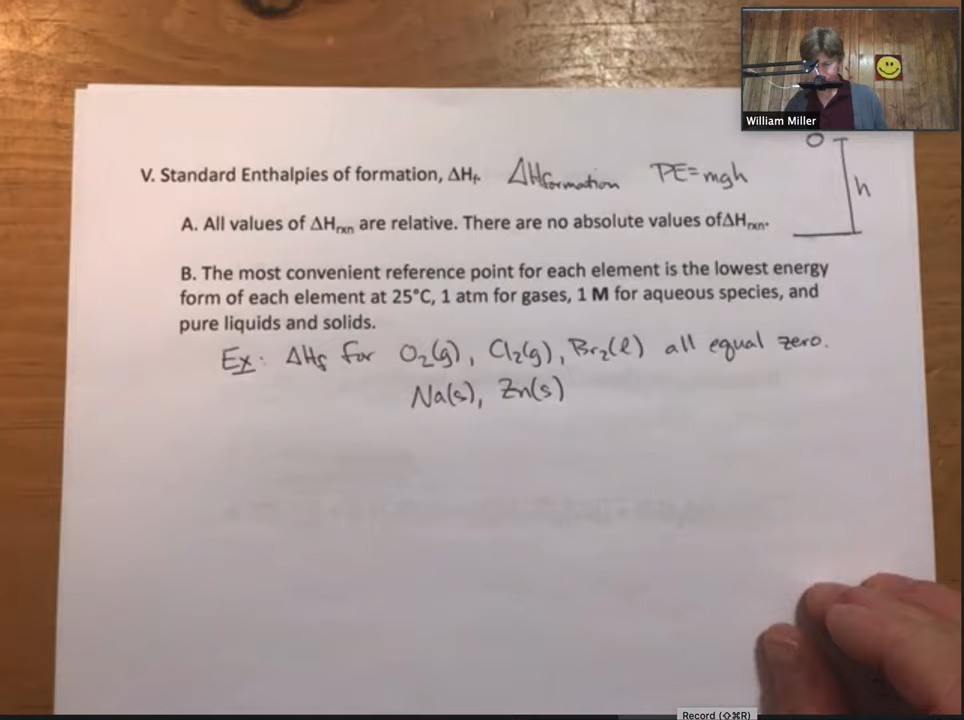 William Miller
V. Standard Enthalpies of formation, ΔHf. ΔHformation PE=mgh
h
A. All values of ΔHrxn are relative. There are no absolute values ofΔHrxn.
B. The most convenient reference point for each element is the lowest energy
form of each element at 25°C, 1 atm for gases, 1 M for aqueous species, and
pure liquids and solids.
Ex: ΔHf for O2(g), Cl2(g), Br2(l) all equal zero.
Na(s), Zn(s)
Record (⇧⌘R)